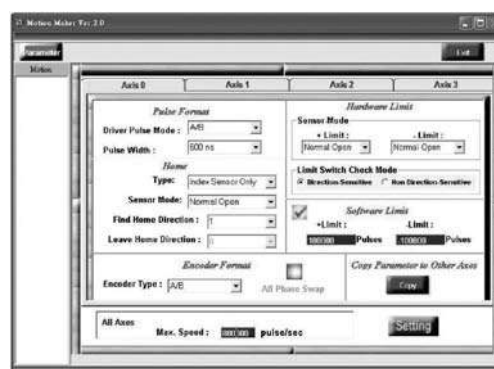 Motion Maker Ver 2.0
Parameter
Exit
Motion
Axis 0
Axis 1
Axis 2
Axis 3
Pulse Format
Driver Pulse Mode :
A/B
Pulse Width :
600 ns
Home
Type:
Index Sensor Only
Sensor Mode:
Normal Open
Find Home Direction :
Leave Home Direction :
Encoder Format
Encoder Type :
A/B
AB Phase Swap
Hardware Limit
Sensor Mode
+ Limit :
- Limit :
Normal Open
Normal Open
Limit Switch Check Mode
Direction-Sensitive
Non Direction-Sensitive
Software Limit
+Limit :
-Limit :
Pulses
-100000
Pulses
Copy Parameter to Other Axes
Copy
All Axes
Max. Speed :
pulse/sec
Setting